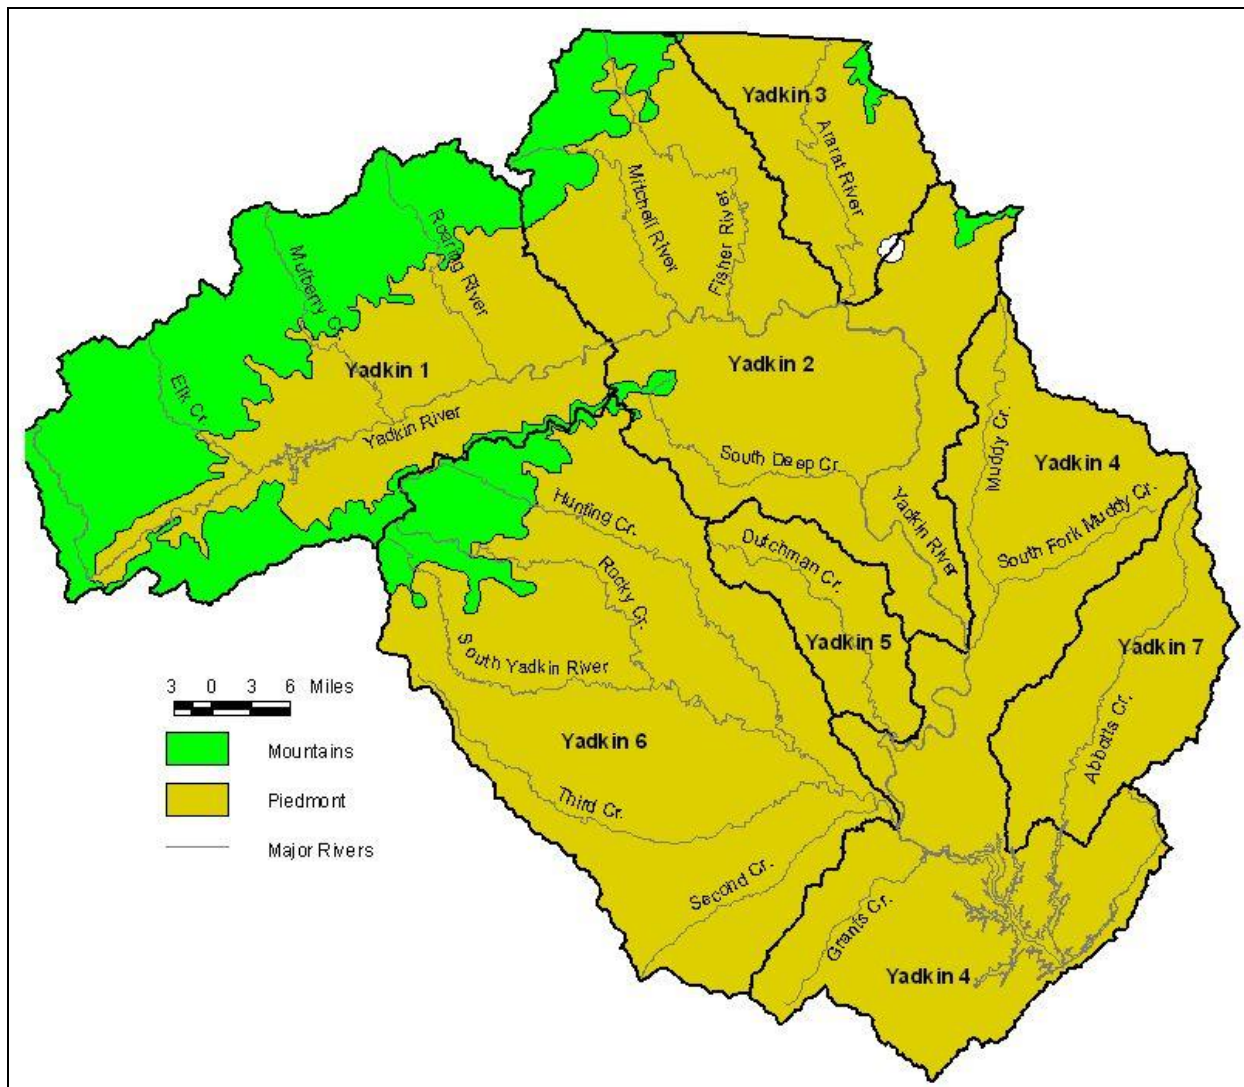 Yadkin 3
Ararat River
Mitchell River
Fisher River
Roaring River
Mulberry Cr.
Elk Cr.
Yadkin 1
Yadkin River
Yadkin 2
South Deep Cr.
Yadkin River
Muddy Cr.
Yadkin 4
South Fork Muddy Cr.
Hunting Cr.
Dutchman Cr.
Rocky Cr.
Yadkin 5
Yadkin 7
South Yadkin River
Abbotts Cr.
Yadkin 6
Third Cr.
Second Cr.
Grants Cr.
Yadkin 4
3 0 3 6 Miles
Mountains
Piedmont
Major Rivers